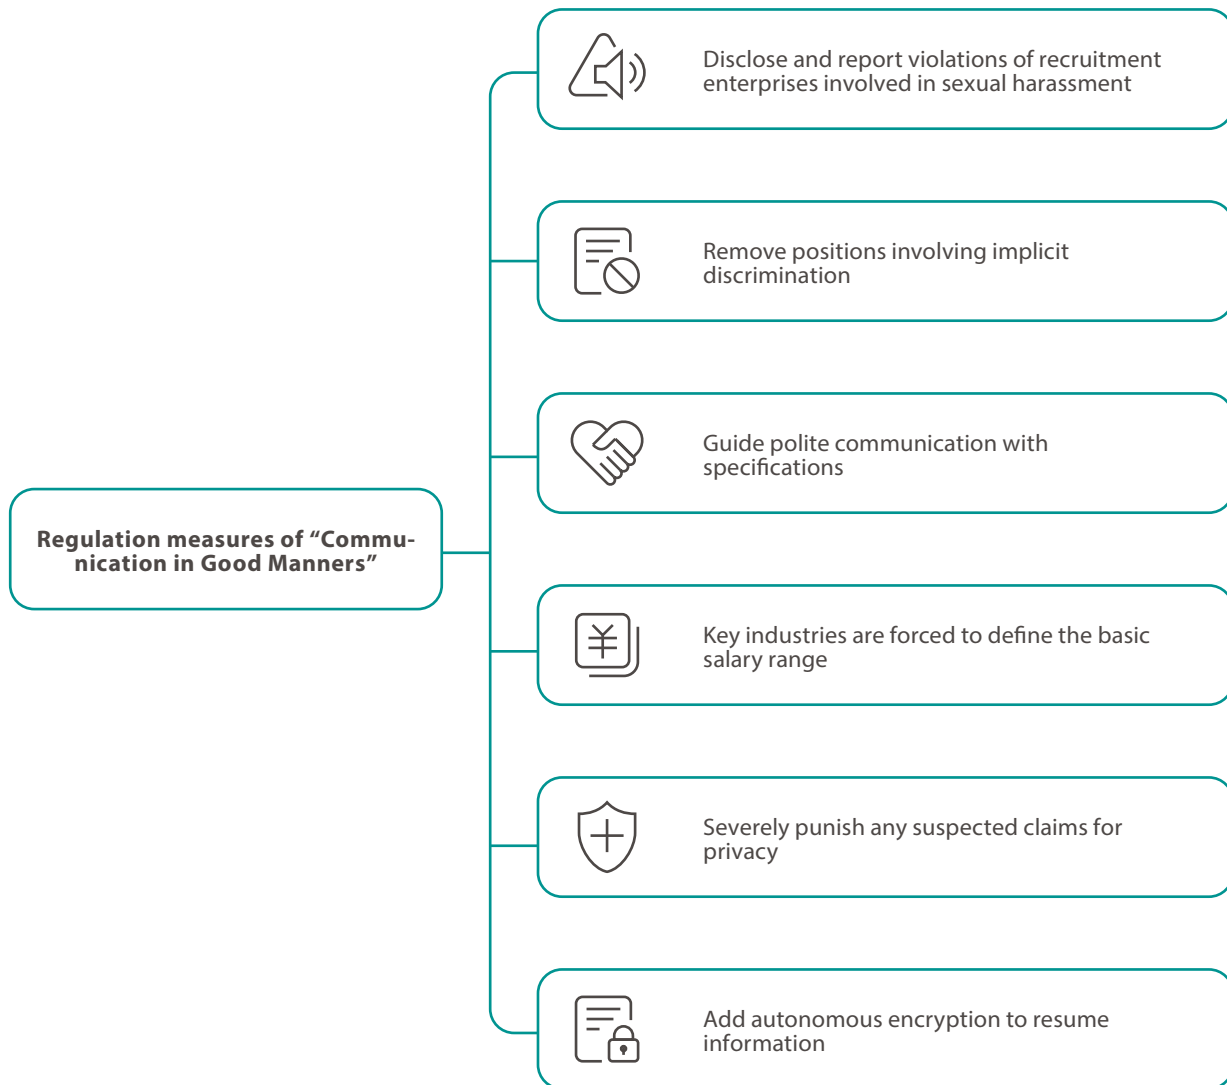 Disclose and report violations of recruitment
enterprises involved in sexual harassment
Remove positions involving implicit
discrimination
Guide polite communication with
specifications
Regulation measures of “Commu-
nication in Good Manners”
Key industries are forced to define the basic
salary range
Severely punish any suspected claims for
privacy
Add autonomous encryption to resume
information